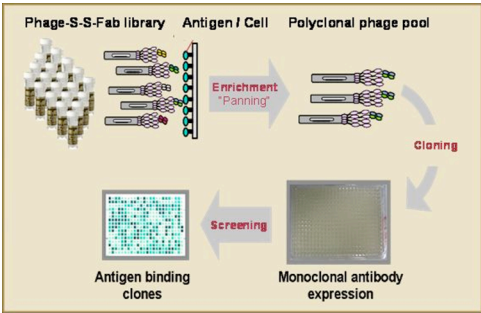 Phage-S-S-Fab library
Antigen / Cell
Polyclonal phage pool
Enrichment
"Panning"
Cloning
Screening
Antigen binding
clones
Monoclonal antibody
expression